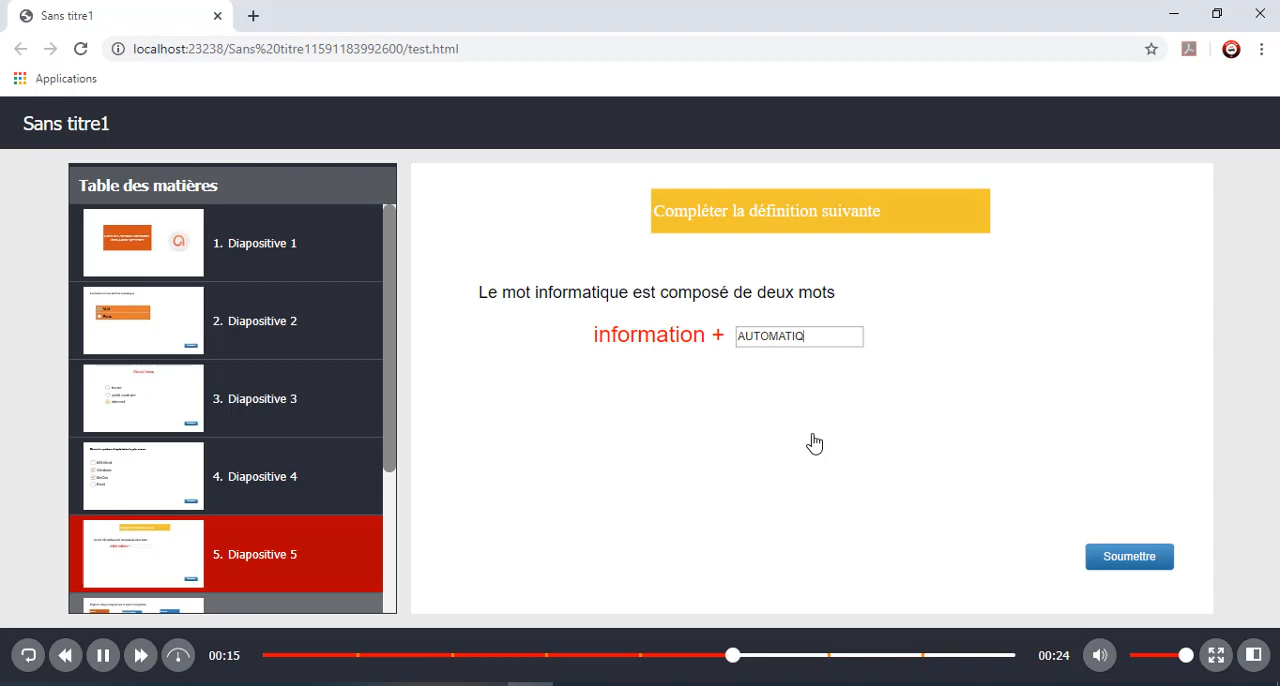 Sans titre1
localhost:23238/Sans%20titre11591183992600/test.html
Applications
Sans titre1
Table des matières
1. Diapositive 1
2. Diapositive 2
3. Diapositive 3
4. Diapositive 4
5. Diapositive 5
Compléter la définition suivante
Le mot informatique est composé de deux mots
information + AUTOMATIQ
Soumettre
00:15
00:24